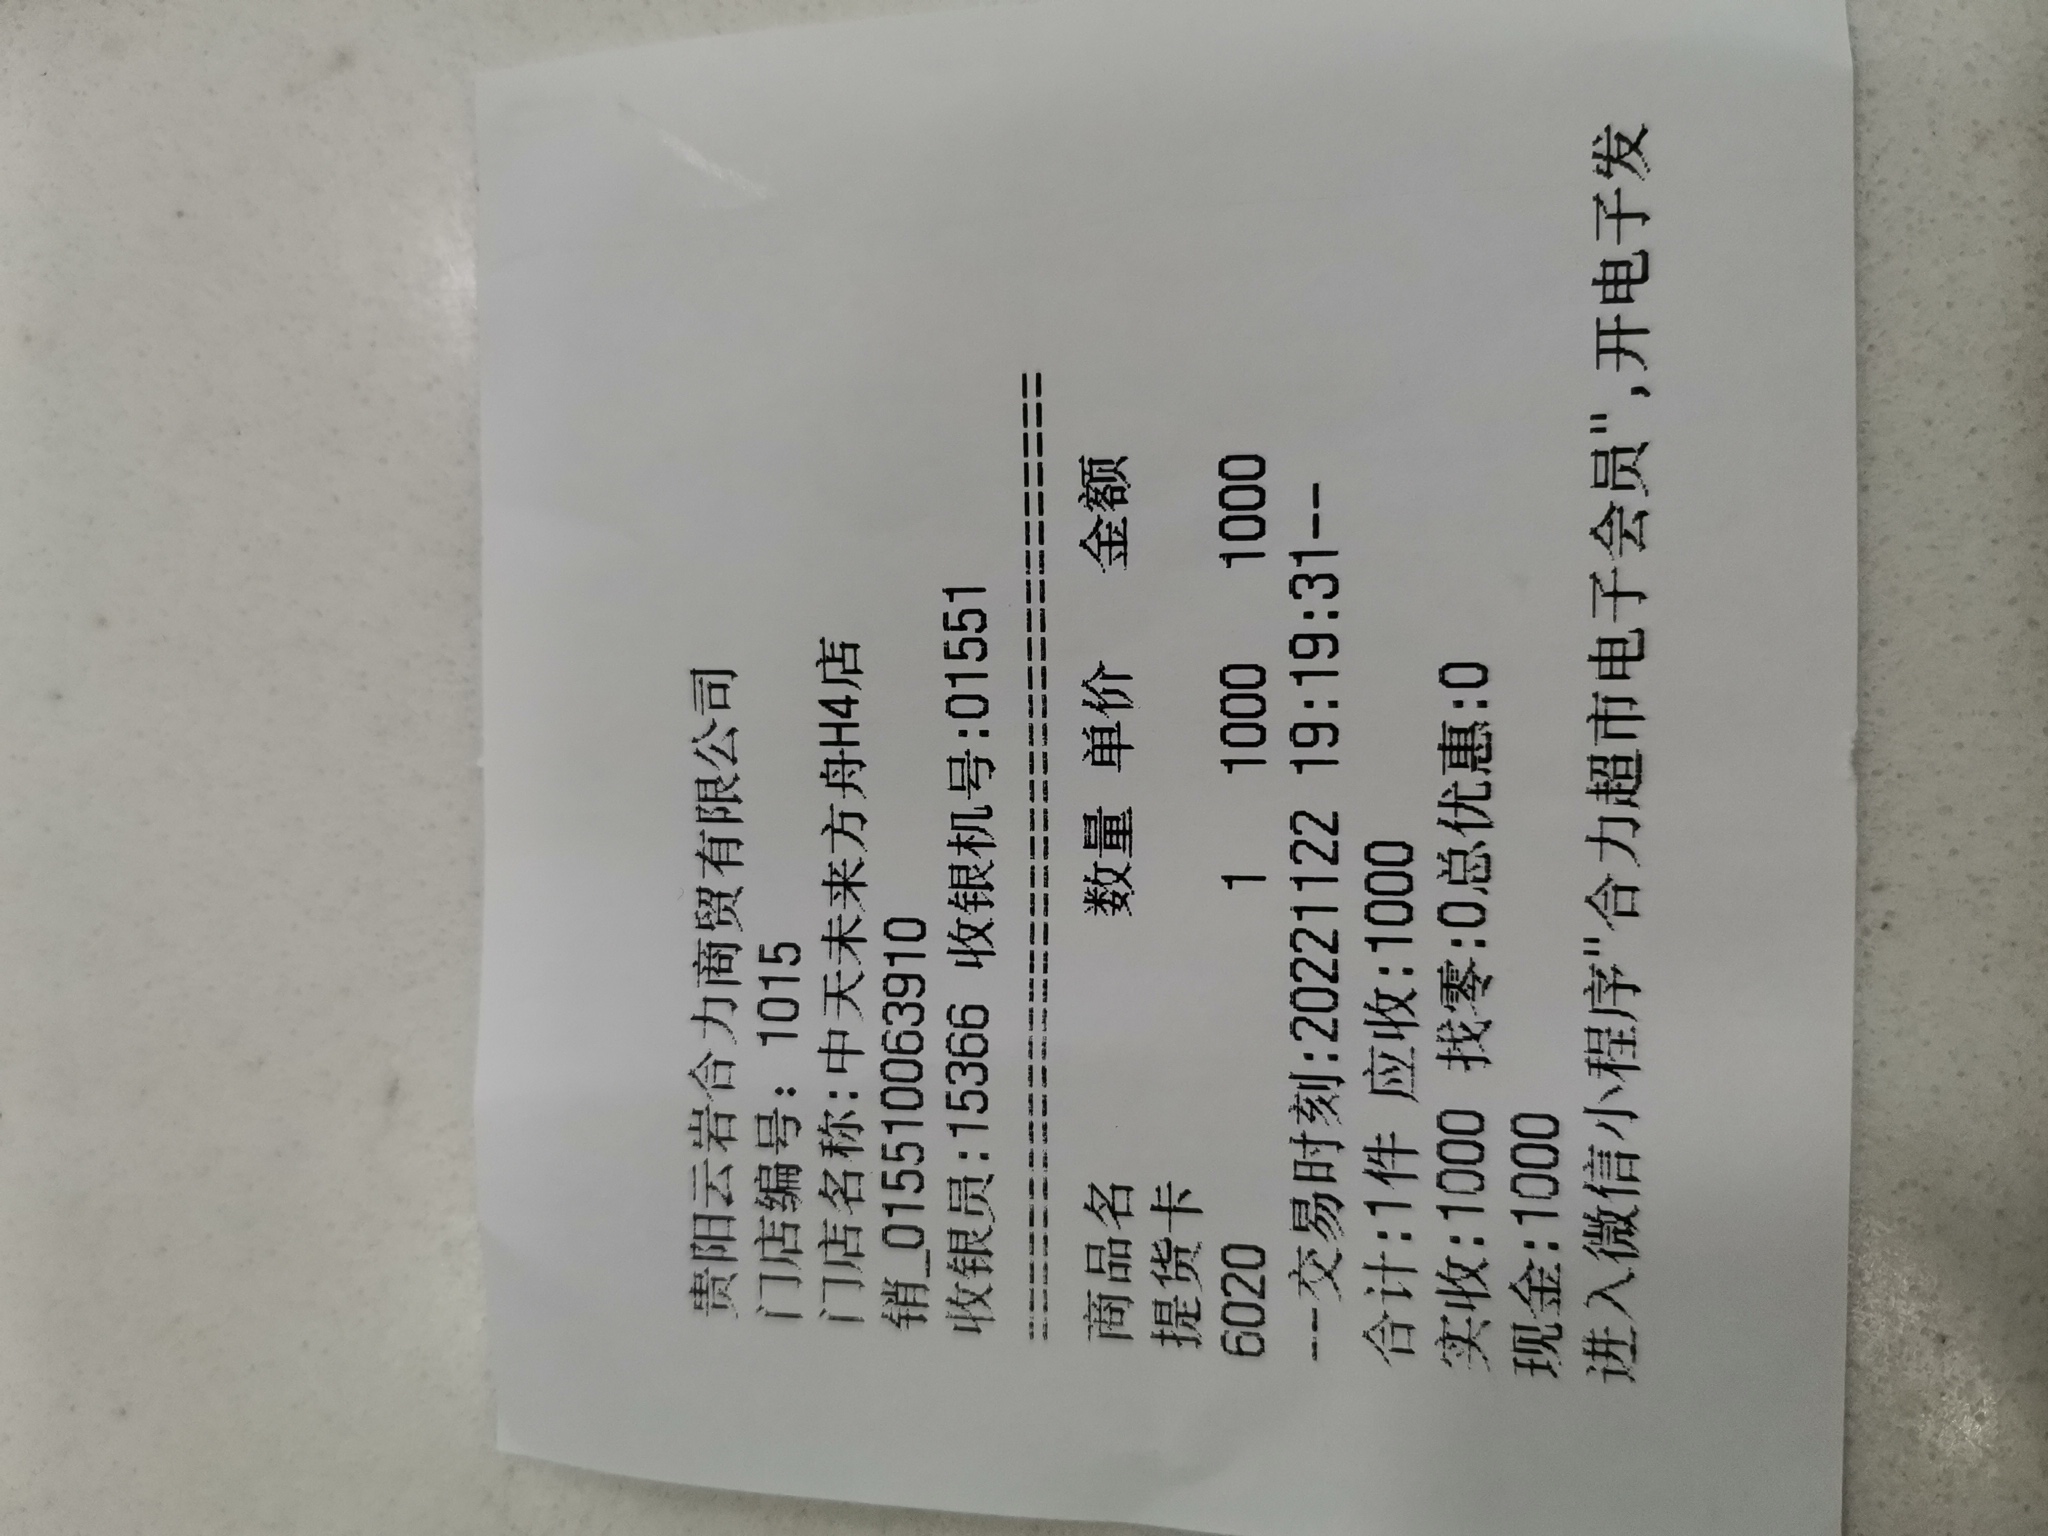 贵阳云岩合力商贸有限公司
门店编号: 1015
门店名称:中天未来方舟H4店
销_015510063910
收银员:15366 收银机号:01551
==========================================
商品名 数量 单价 金额
提货卡
6020 1 1000 1000
--交易时刻:20221122 19:19:31--
合计:1件 应收:1000
实收:1000 找零:0总优惠:0
现金:1000
进入微信小程序"合力超市电子会员",开电子发